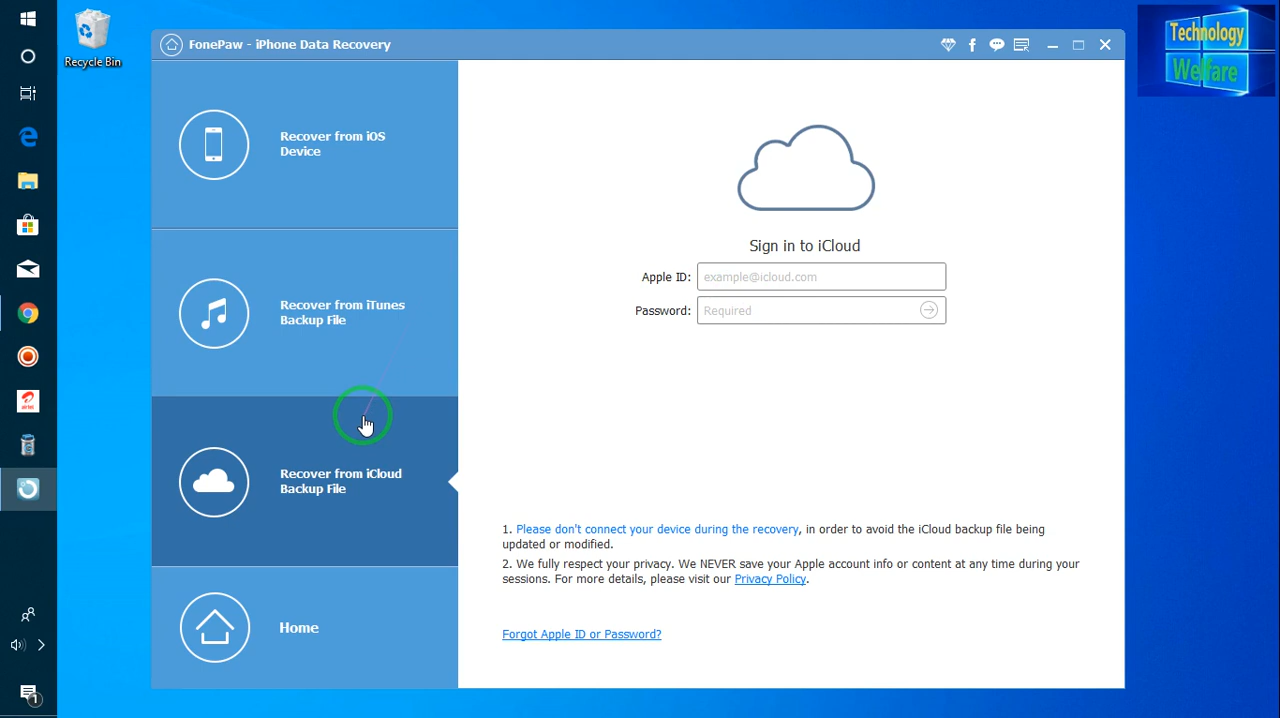 Recycle Bin
FonePaw - iPhone Data Recovery
Technology
Welfare
Recover from iOS
Device
Recover from iTunes
Backup File
Recover from iCloud
Backup File
Home
Sign in to iCloud
Apple ID: example@icloud.com
Password: Required
1. Please don't connect your device during the recovery, in order to avoid the iCloud backup file being
updated or modified.
2. We fully respect your privacy. We NEVER save your Apple account info or content at any time during your
sessions. For more details, please visit our Privacy Policy.
Forgot Apple ID or Password?
airtel
1